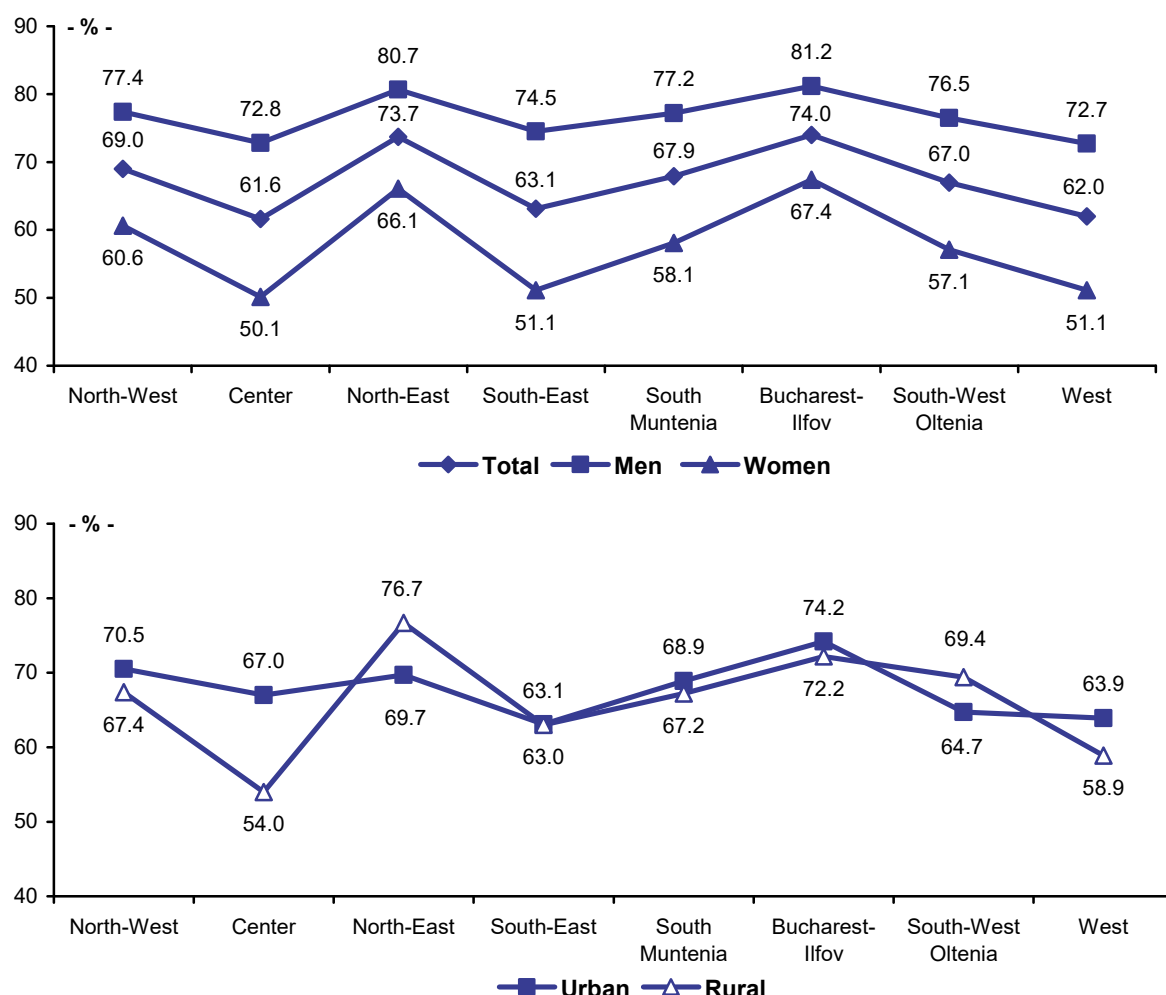 90
- % -
80
70
60
50
40
77.4
72.8
80.7
74.5
77.2
81.2
76.5
72.7
69.0
61.6
73.7
63.1
67.9
74.0
67.0
62.0
60.6
50.1
66.1
51.1
58.1
67.4
57.1
51.1
North-West
Center
North-East
South-East
South
Muntenia
Bucharest-
Ilfov
South-West
Oltenia
West
Total Men Women
90
- % -
80
70
60
50
40
70.5
67.0
69.7
63.1
68.9
74.2
64.7
63.9
67.4
54.0
76.7
63.0
67.2
72.2
69.4
58.9
North-West
Center
North-East
South-East
South
Muntenia
Bucharest-
Ilfov
South-West
Oltenia
West
Urban Rural